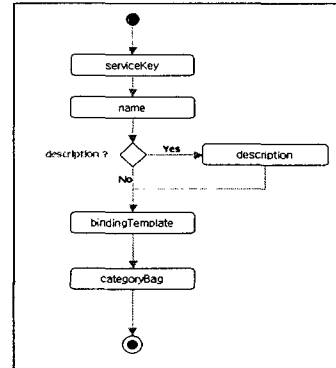 serviceKey
name
description ?
Yes
description
No
bindingTemplate
categoryBag